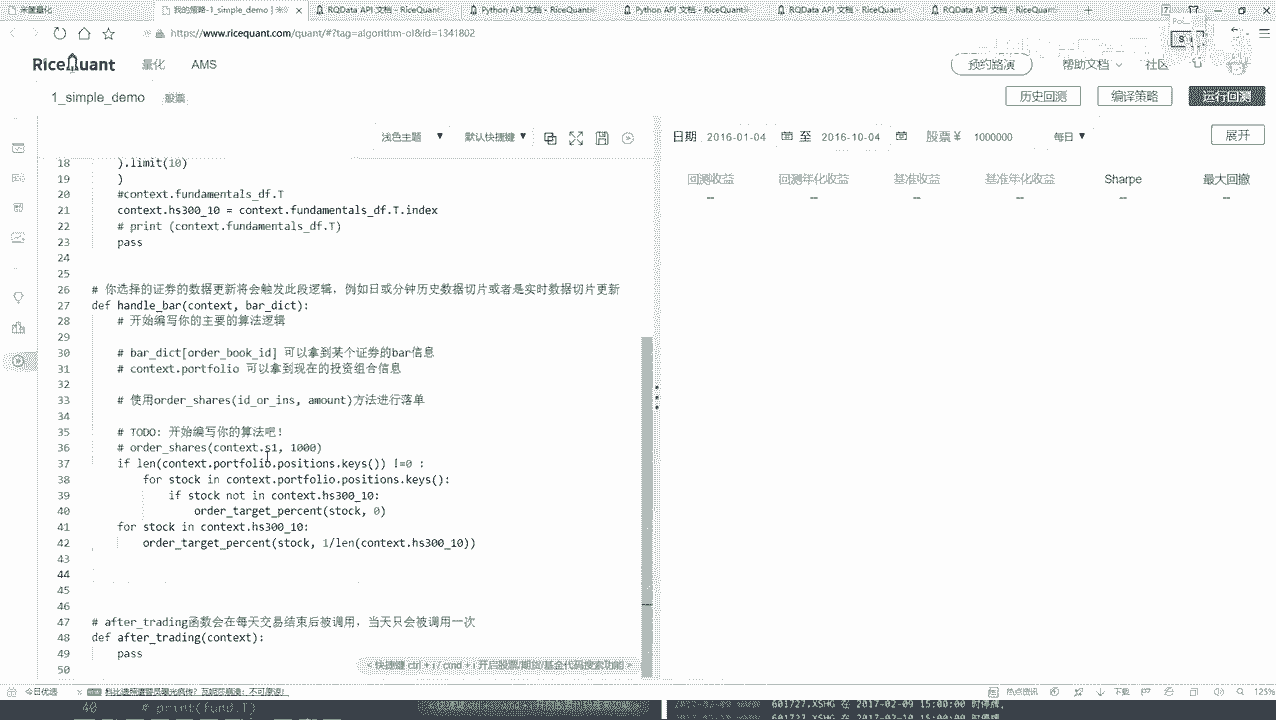 米筐量化
我的策略-1_simple_demo | 米
RQData API 文档 - RiceQuant
Python API 文档 - RiceQuant
Python API 文档 - RiceQuant
RQData API 文档 - RiceQuant
RQData API 文档 - RiceQuant
https://www.ricequant.com/quant/#?tag=algorithm-ol&id=1341802
RiceQuant
量化
AMS
预约路演
帮助文档
社区
1_simple_demo
股票
历史回测
编译策略
运行回测
浅色主题
默认快捷键
日期 2016-01-04 至 2016-10-04 股票 ¥ 1000000 每日
展开
回测收益 回测年化收益 基准收益 基准年化收益 Sharpe 最大回撤
-- -- -- -- -- --
18 ).limit(10)
19 )
20 #context.fundamentals_df.T
21 context.hs300_10 = context.fundamentals_df.T.index
22 # print (context.fundamentals_df.T)
23 pass
24
25
26 # 你选择的证券的数据更新将会触发此段逻辑，例如日或分钟历史数据切片或者是实时数据切片更新
27 def handle_bar(context, bar_dict):
28 # 开始编写你的主要的算法逻辑
29
30 # bar_dict[order_book_id] 可以拿到某个证券的bar信息
31 # context.portfolio 可以拿到现在的投资组合信息
32
33 # 使用order_shares(id_or_ins, amount)方法进行落单
34
35 # TODO: 开始编写你的算法吧！
36 # order_shares(context.s1, 1000)
37 if len(context.portfolio.positions.keys()) !=0 :
38 for stock in context.portfolio.positions.keys():
39 if stock not in context.hs300_10:
40 order_target_percent(stock, 0)
41 for stock in context.hs300_10:
42 order_target_percent(stock, 1/len(context.hs300_10))
43
44
45
46
47 # after_trading函数会在每天交易结束后被调用，当天只会被调用一次
48 def after_trading(context):
49 pass
50
今日优选
热点资讯
下载
125%
40 # print(fund.T)
601727.XSHG 在 2017-02-09 15:00:00 时停牌，
601727.XSHG 在 2017-02-10 15:00:00 时停牌，